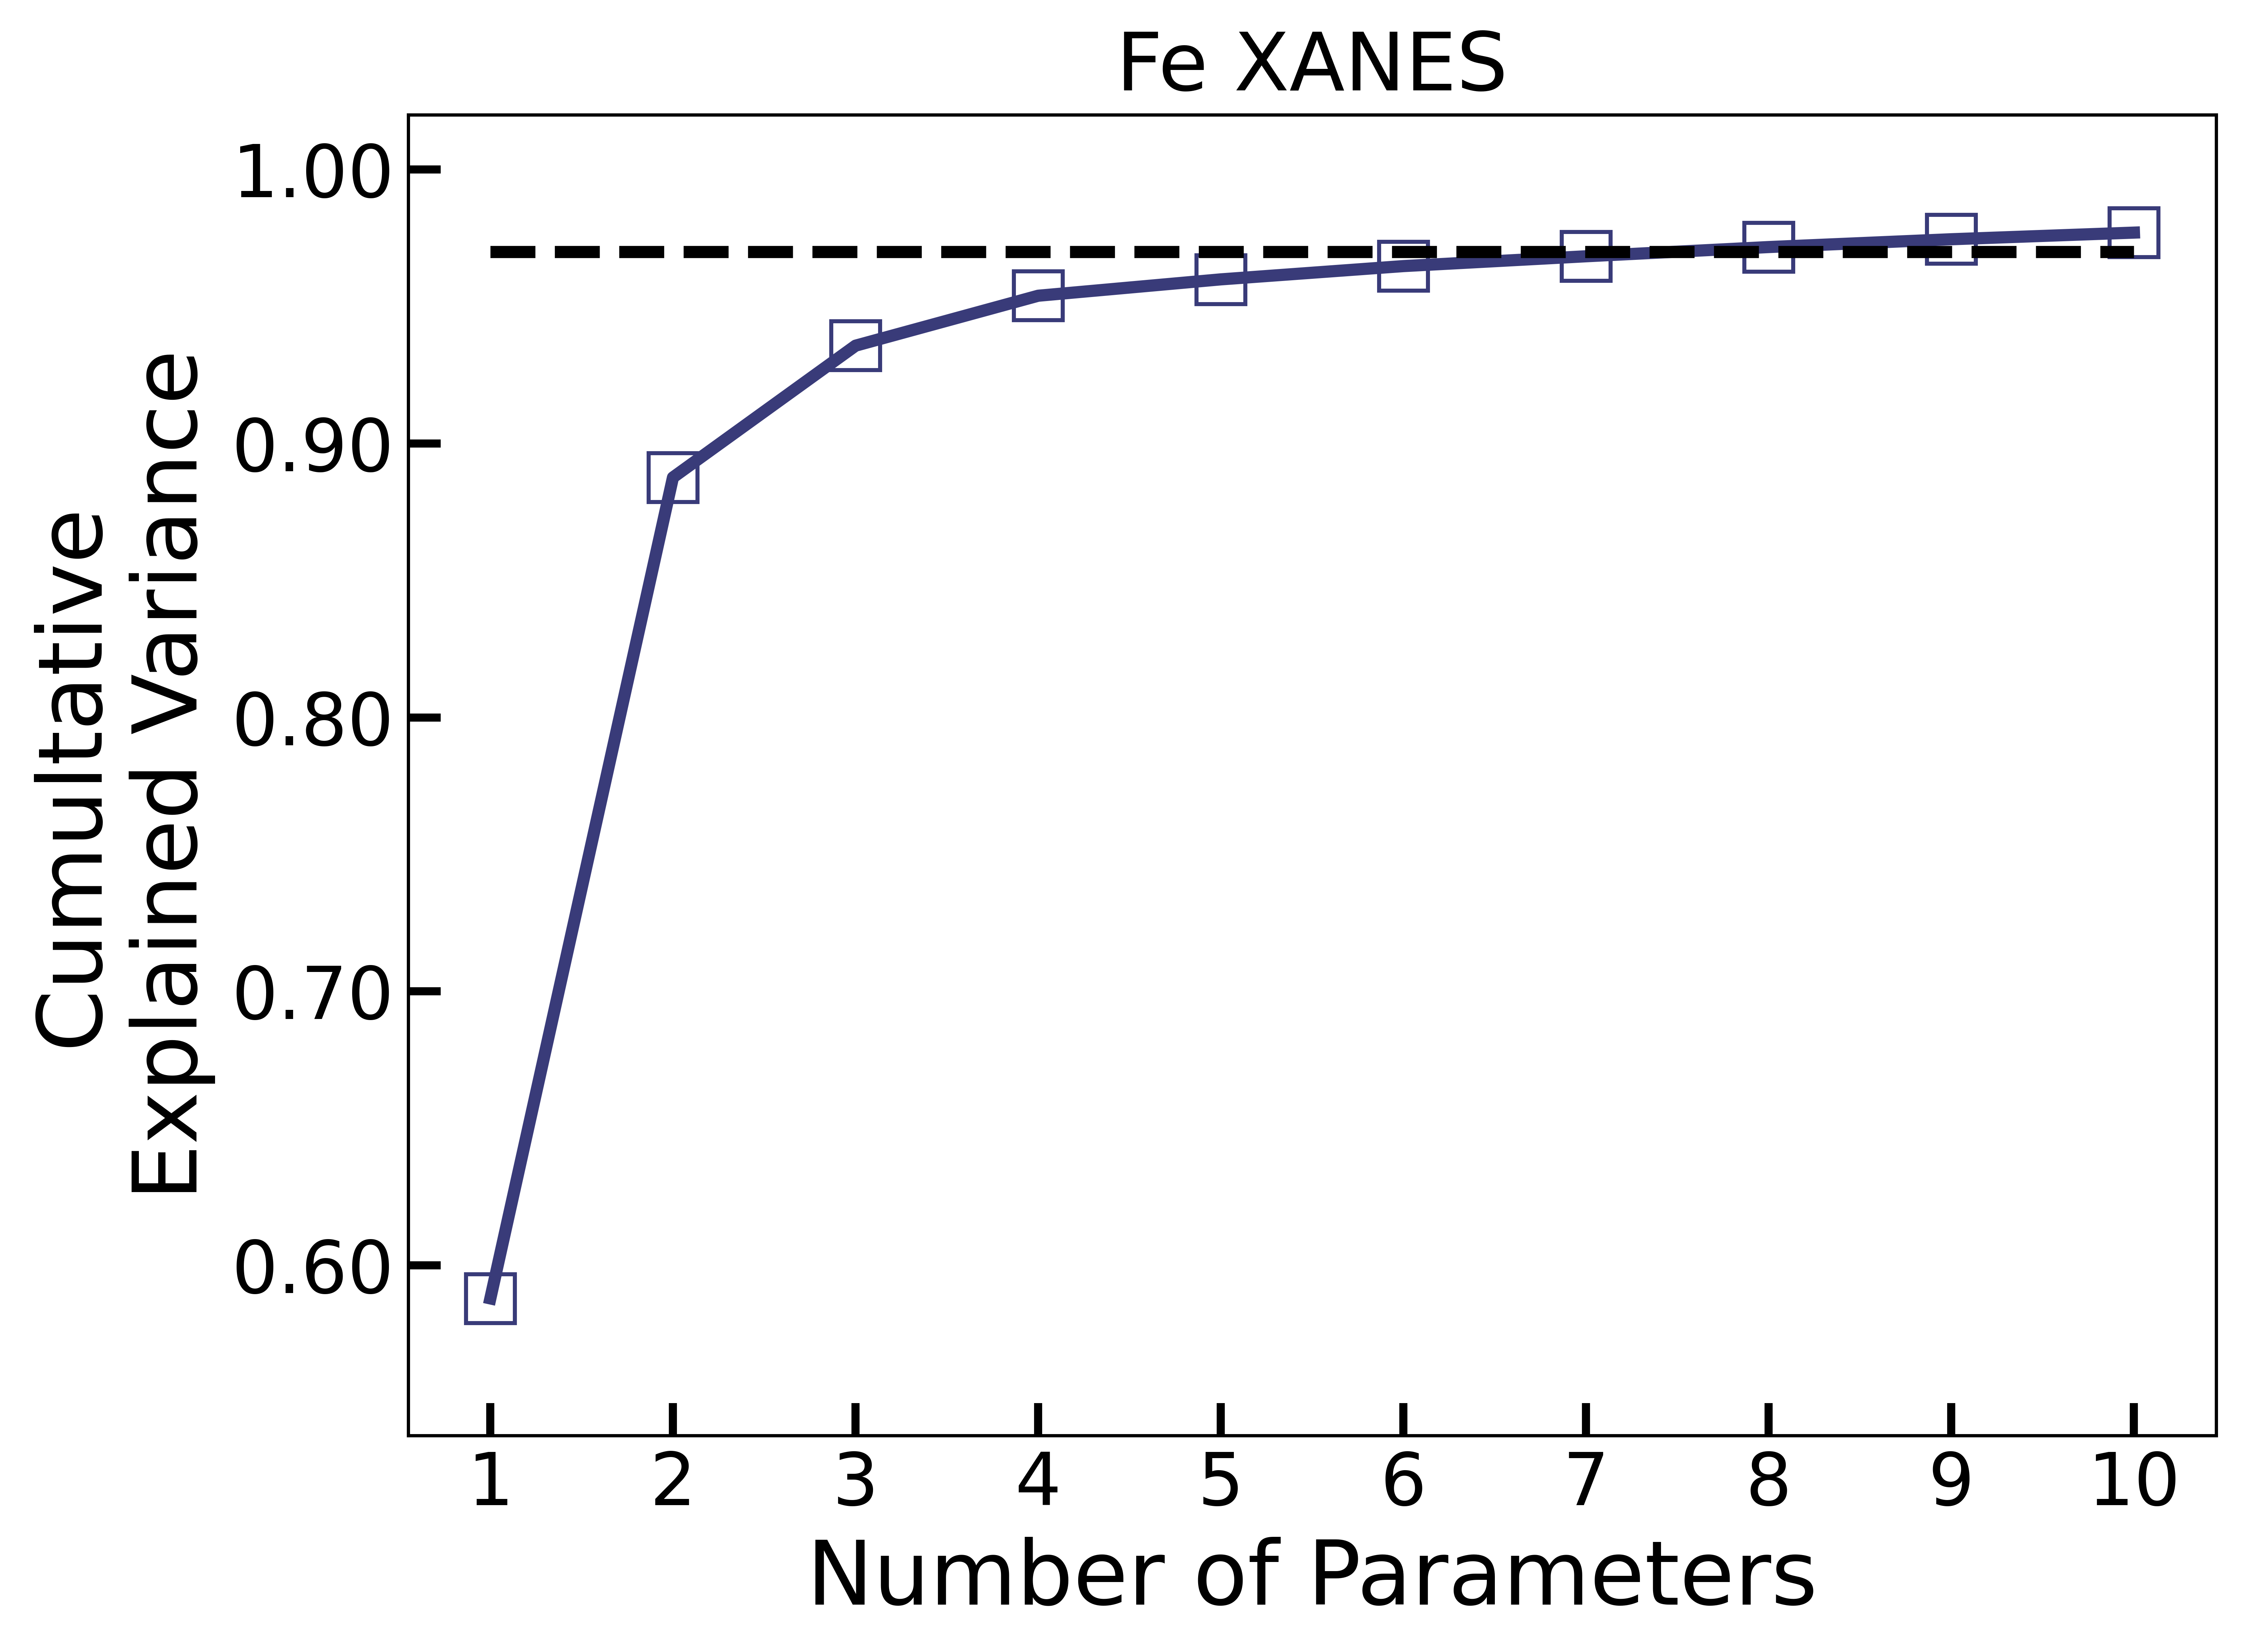 Fe XANES
Cumultative
Explained Variance
1.00
0.90
0.80
0.70
0.60
1 2 3 4 5 6 7 8 9 10
Number of Parameters